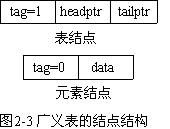 tag=1 headptr tailptr
表结点
tag=0 data
元素结点
图2-3 广义表的结点结构